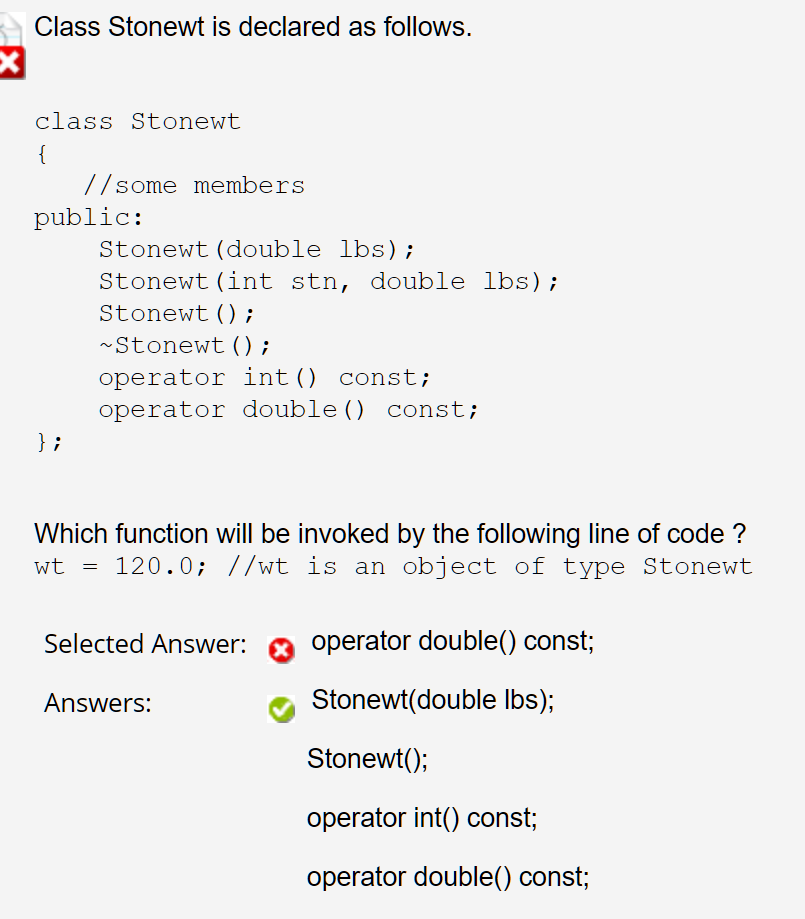 Class Stonewt is declared as follows.
class Stonewt
{
//some members
public:
Stonewt(double lbs);
Stonewt(int stn, double lbs);
Stonewt();
~Stonewt();
operator int() const;
operator double() const;
};
Which function will be invoked by the following line of code ?
wt = 120.0; //wt is an object of type Stonewt
Selected Answer: operator double() const;
Answers: Stonewt(double lbs);
Stonewt();
operator int() const;
operator double() const;